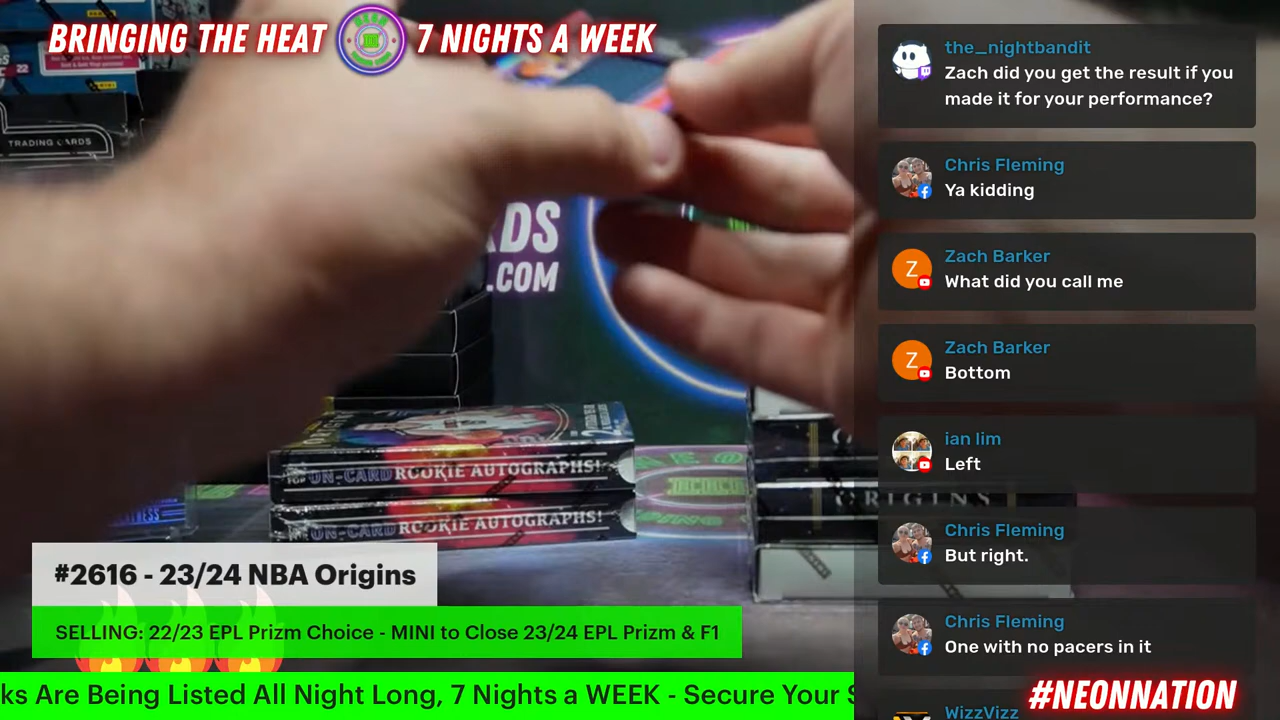 BRINGING THE HEAT 7 NIGHTS A WEEK
22
TRADING CARDS
DS
.COM
ON-CARD ROOKIE AUTOGRAPHS!
ON-CARD ROOKIE AUTOGRAPHS!
ORIGINS
#2616 - 23/24 NBA Origins
SELLING: 22/23 EPL Prizm Choice - MINI to Close 23/24 EPL Prizm & F1
ks Are Being Listed All Night Long, 7 Nights a WEEK - Secure Your S
the_nightbandit
Zach did you get the result if you
made it for your performance?
Chris Fleming
Ya kidding
Zach Barker
What did you call me
Zach Barker
Bottom
ian lim
Left
Chris Fleming
But right.
Chris Fleming
One with no pacers in it
WizzVizz
#NEONNATION